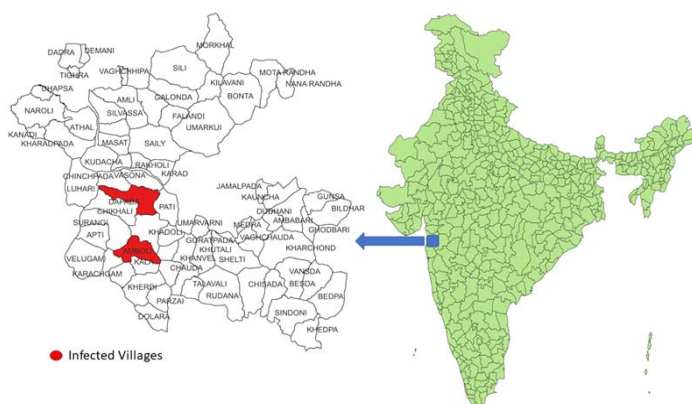 MORKHAL
DADRA DEMANI
TIGHRA VAGHCHHIPA SILI
DHAPSA KILAVANI MOTA RANDHA
NANA RANDHA
NAROLI AMLI GALONDA BONTA
SILVASSA FALANDI
KANADI ATHAL UMARKUI
KHARADPADA MASAT SAILY
KUDACHA RAKHOLI
CHINCHPADA VASONA KARAD
LUHARI JAMALPADA
KAUNCHA GUNSA
DAPADA PATI BILDHAR
CHIKHALI DUDHANI
SURANGI UMARVARNI AMBABARI
APTI KHADOLI MEDHA GHODBARI
GORATPADA VAGHCHAUDA
AMBOLI KHUTALI KHARCHOND
VELUGAM KALA KHANVEL SHELTI
KARACHGAM CHAUDA VANSDA
KHERDI TALAVALI CHISADA BESDA
PARZAI RUDANA BEDPA
DOLARA SINDONI
KHEDPA
Infected Villages